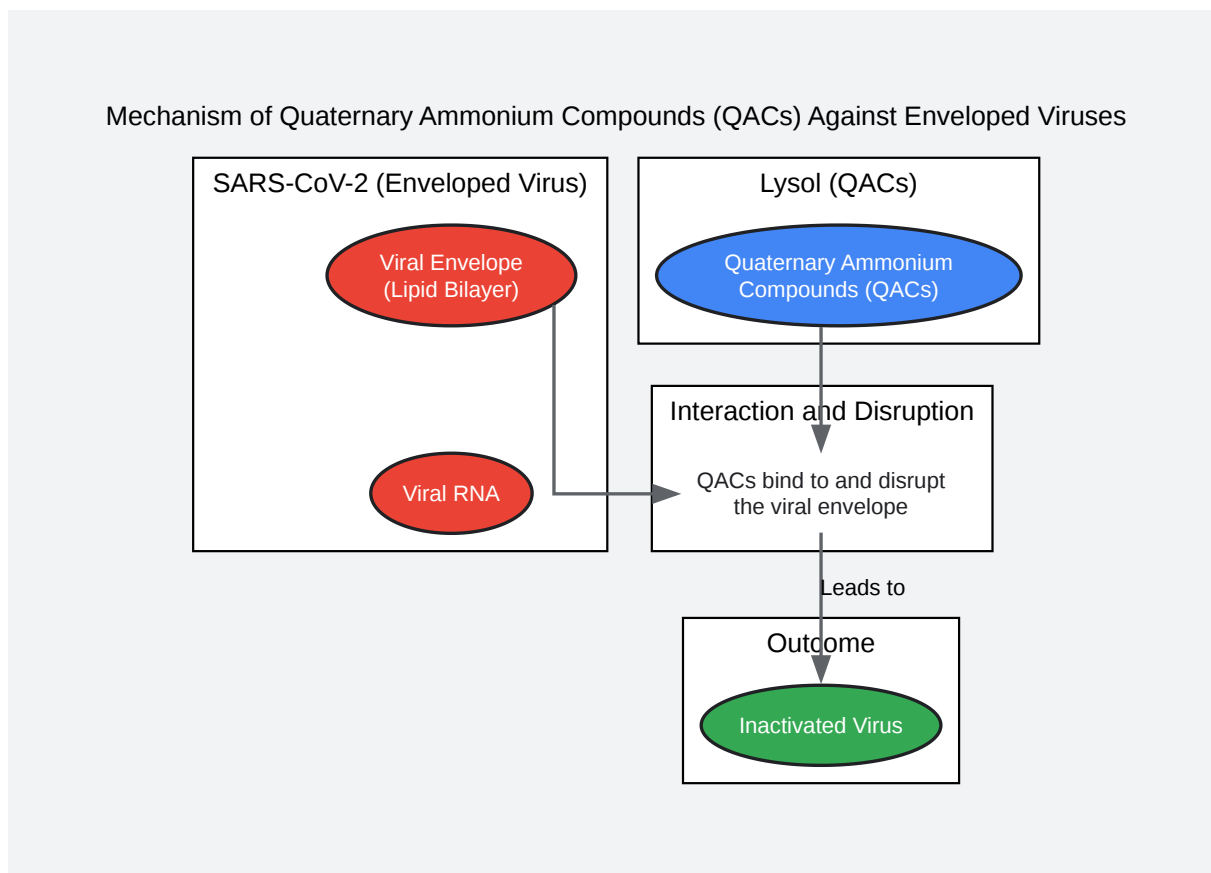 Mechanism of Quaternary Ammonium Compounds (QACs) Against Enveloped Viruses
SARS-CoV-2 (Enveloped Virus)
Viral Envelope
(Lipid Bilayer)
Viral RNA
Lysol (QACs)
Quaternary Ammonium
Compounds (QACs)
Interaction and Disruption
QACs bind to and disrupt
the viral envelope
Leads to
Outcome
Inactivated Virus